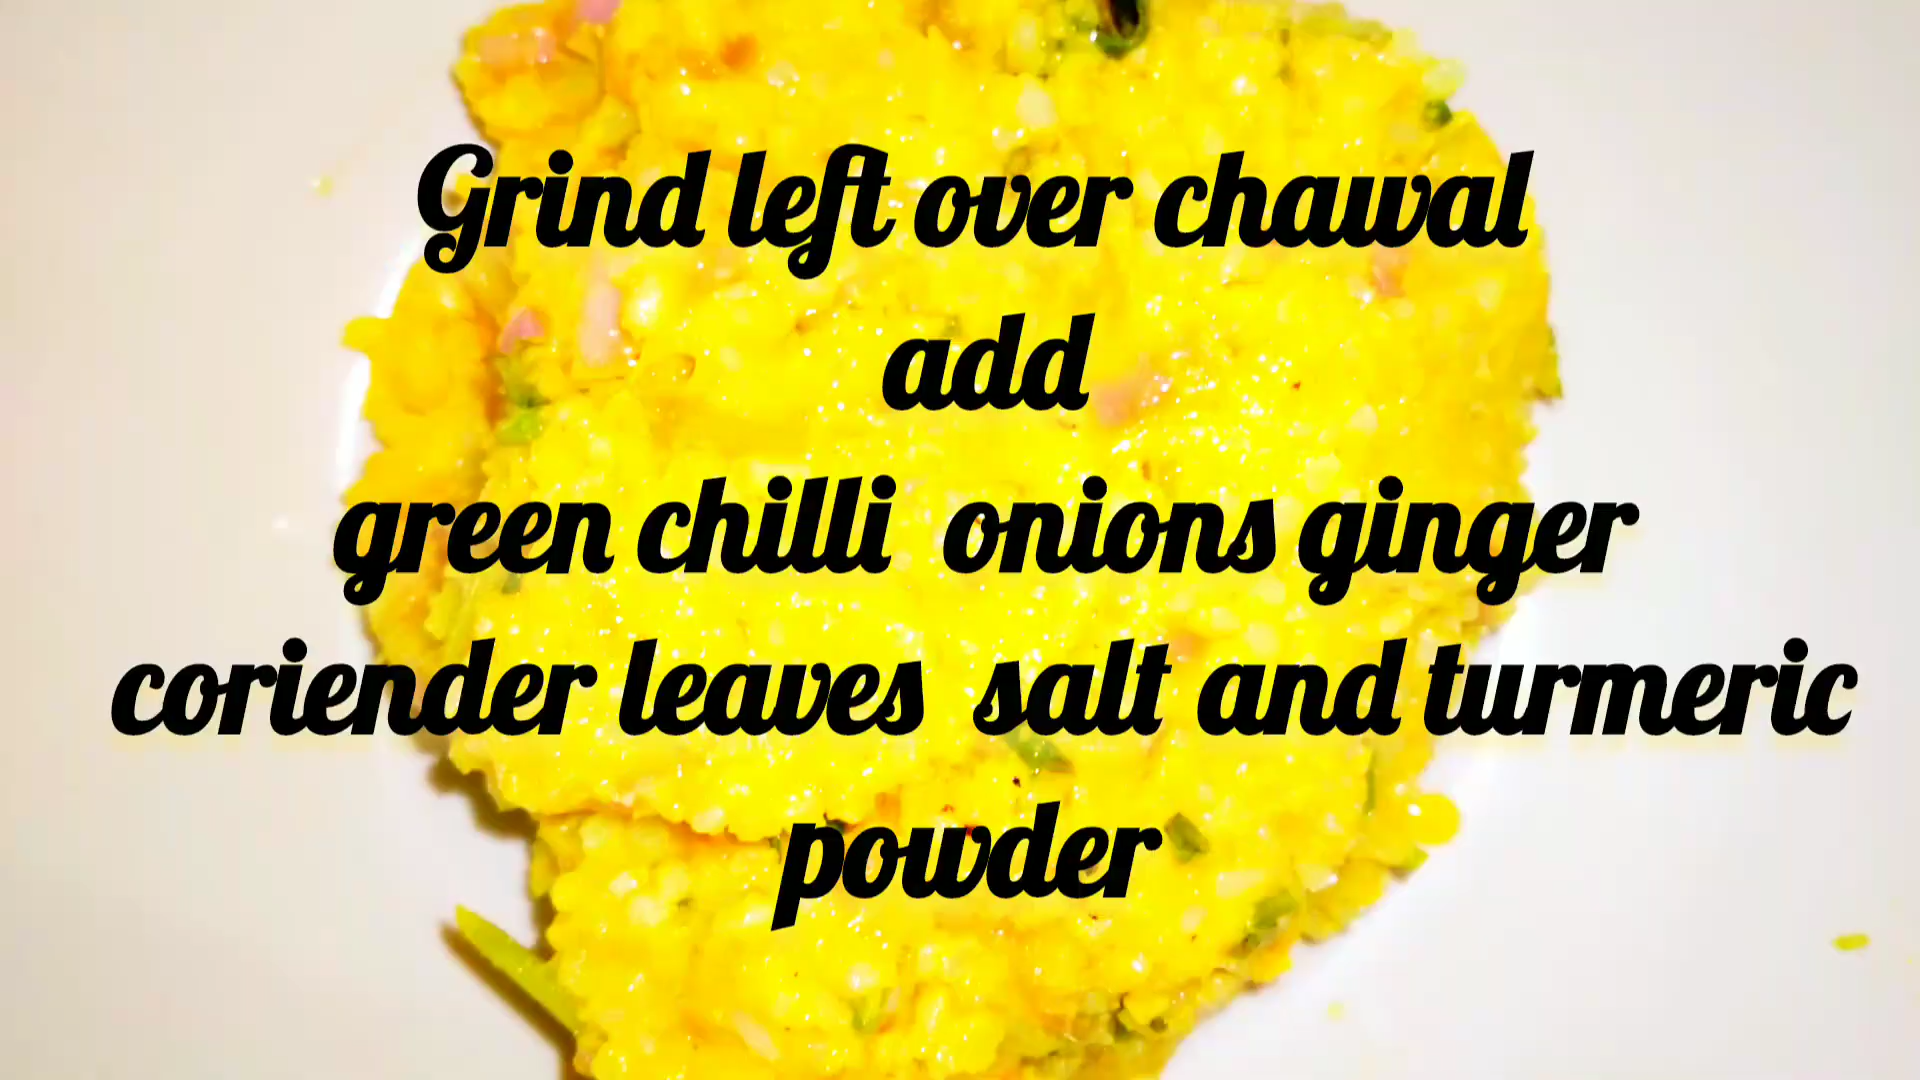 Grind left over chawal
add
green chilli onions ginger
coriender leaves salt and turmeric
powder